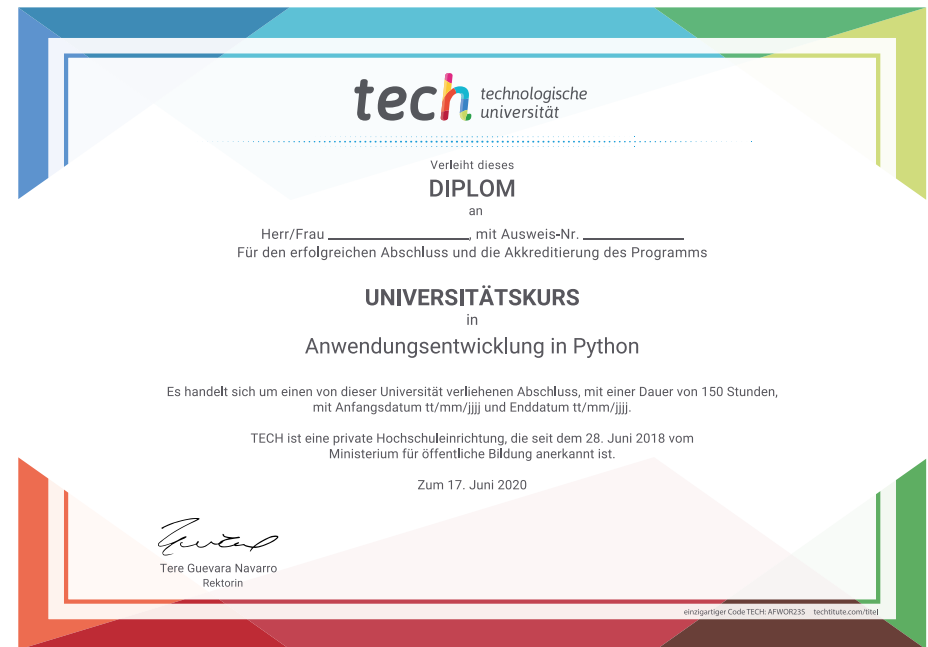 tech technologische
universität
Verleiht dieses
DIPLOM
an
Herr/Frau ____________, mit Ausweis-Nr. ____________
Für den erfolgreichen Abschluss und die Akkreditierung des Programms
UNIVERSITÄTSKURS
in
Anwendungsentwicklung in Python
Es handelt sich um einen von dieser Universität verliehenen Abschluss, mit einer Dauer von 150 Stunden,
mit Anfangsdatum tt/mm/jjjj und Enddatum tt/mm/jjjj.
TECH ist eine private Hochschuleinrichtung, die seit dem 28. Juni 2018 vom
Ministerium für öffentliche Bildung anerkannt ist.
Zum 17. Juni 2020
Tere Guevara Navarro
Rektorin
einzigartiger Code TECH: AFWOR235 techtitute.com/titel